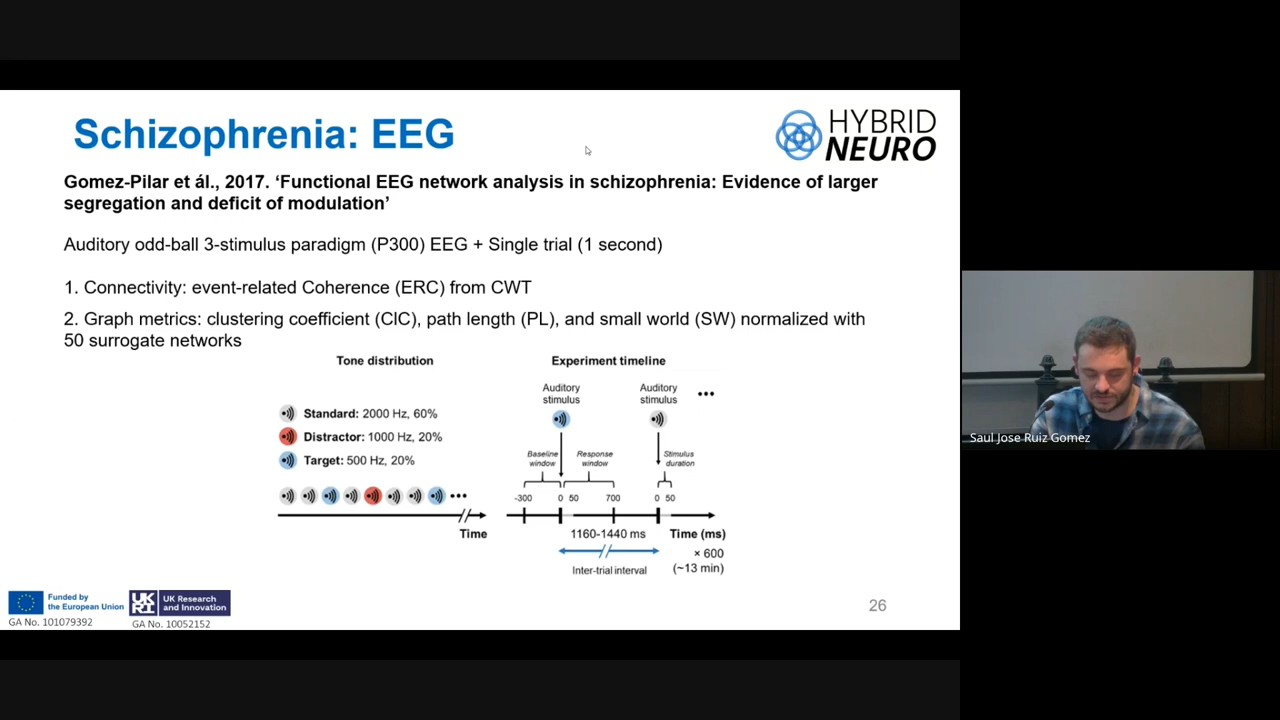 Schizophrenia: EEG
HYBRID
NEURO
Gomez-Pilar et ál., 2017. ‘Functional EEG network analysis in schizophrenia: Evidence of larger
segregation and deficit of modulation’
Auditory odd-ball 3-stimulus paradigm (P300) EEG + Single trial (1 second)
1. Connectivity: event-related Coherence (ERC) from CWT
2. Graph metrics: clustering coefficient (ClC), path length (PL), and small world (SW) normalized with
50 surrogate networks
Tone distribution
Standard: 2000 Hz, 60%
Distractor: 1000 Hz, 20%
Target: 500 Hz, 20%
•••
Time
Experiment timeline
Auditory
stimulus
Auditory
stimulus
•••
Baseline
window
Response
window
Stimulus
duration
-300 0 50 700 0 50
1160-1440 ms
Time (ms)
× 600
(~13 min)
Inter-trial interval
Funded by
the European Union
GA No. 101079392
UK
RI
UK Research
and Innovation
GA No. 10052152
26
Saul Jose Ruiz Gomez